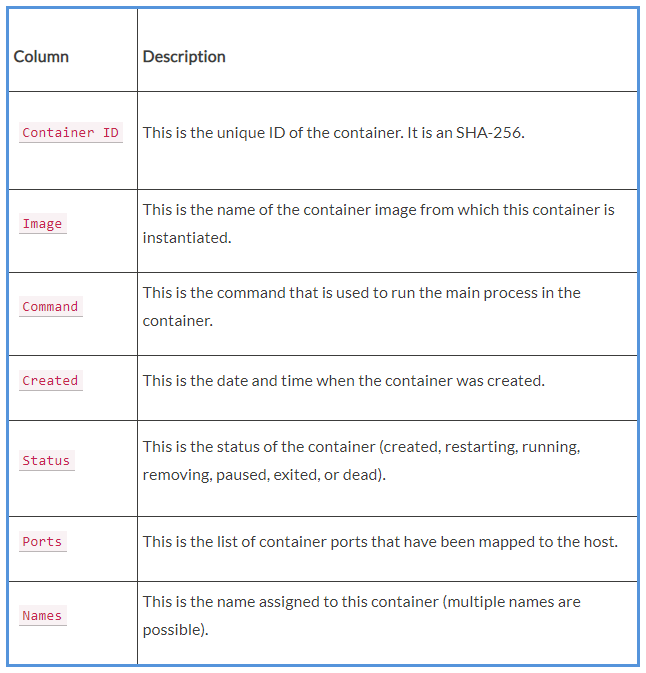 Column Description
Container ID This is the unique ID of the container. It is an SHA-256.
Image This is the name of the container image from which this container is
instantiated.
Command This is the command that is used to run the main process in the
container.
Created This is the date and time when the container was created.
Status This is the status of the container (created, restarting, running,
removing, paused, exited, or dead).
Ports This is the list of container ports that have been mapped to the host.
Names This is the name assigned to this container (multiple names are
possible).